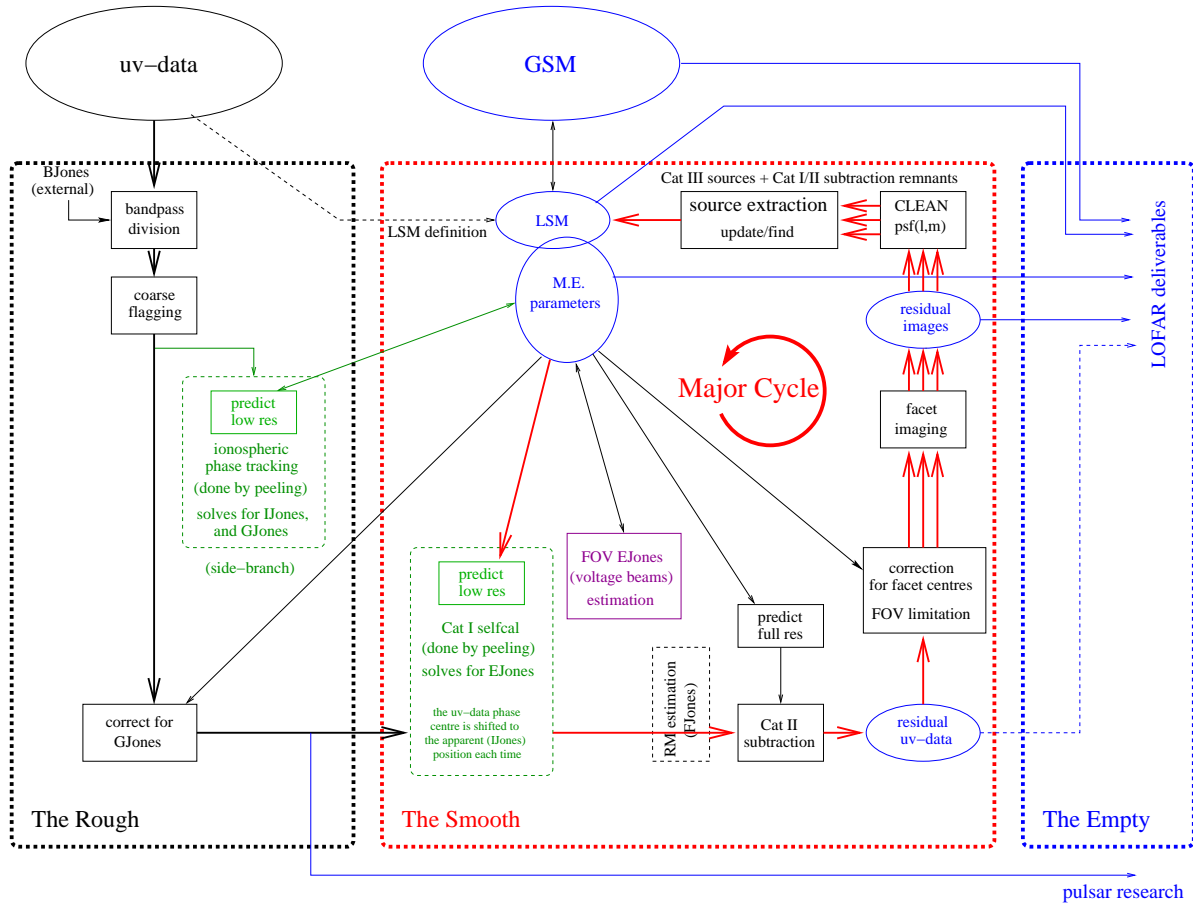 uv−data
GSM
BJones
(external)
bandpass
division
coarse
flagging
predict
low res
ionospheric
phase tracking
(done by peeling)
solves for IJones,
and GJones
(side−branch)
correct for
GJones
The Rough
LSM definition
Cat III sources + Cat I/II subtraction remnants
LSM
source extraction
update/find
CLEAN
psf(l,m)
M.E.
parameters
residual
images
Major Cycle
facet
imaging
predict
low res
Cat I selfcal
(done by peeling)
solves for EJones
the uv−data phase
centre is shifted to
the apparent (IJones)
position each time
FOV EJones
(voltage beams)
estimation
correction
for facet centres
FOV limitation
predict
full res
RM estimation
(FJones)
Cat II
subtraction
residual
uv−data
The Smooth
LOFAR deliverables
The Empty
pulsar research